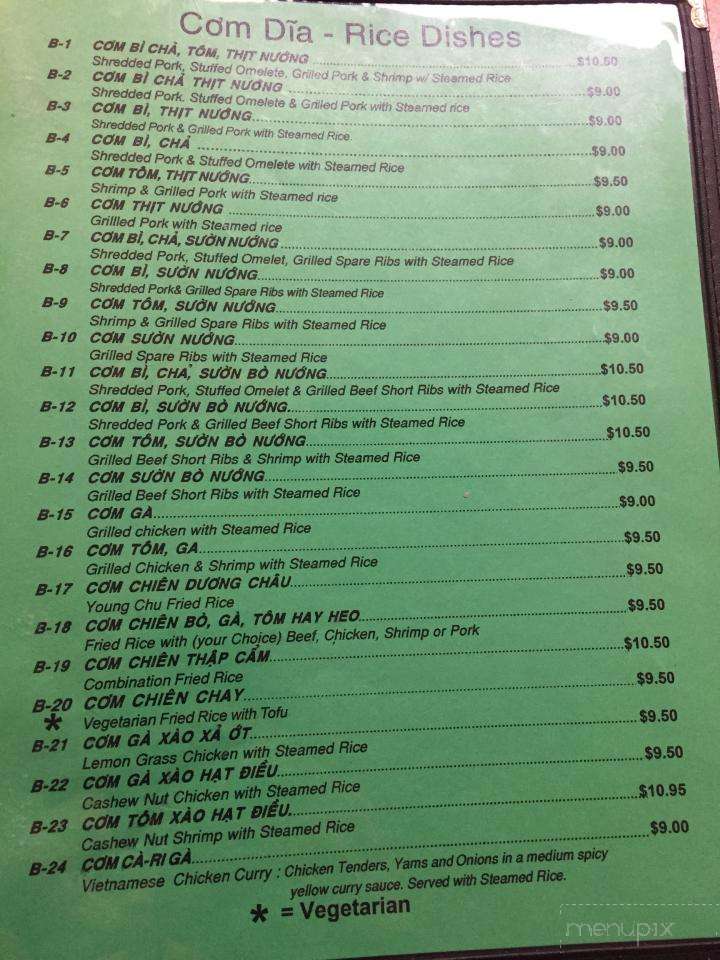 Cơm Dĩa - Rice Dishes
B-1 CƠM BÌ CHẢ, TÔM, THỊT NƯỚNG $10.50
Shredded Pork, Stuffed Omelete, Grilled Pork & Shrimp w/ Steamed Rice
B-2 CƠM BÌ CHẢ THỊT NƯỚNG $9.00
Shredded Pork. Stuffed Omelete & Grilled Pork with Steamed rice
B-3 CƠM BÌ, THỊT NƯỚNG $9.00
Shredded Pork & Grilled Pork with Steamed Rice
B-4 CƠM BÌ, CHẢ $9.00
Shredded Pork & Stuffed Omelete with Steamed Rice
B-5 CƠM TÔM, THỊT NƯỚNG $9.50
Shrimp & Grilled Pork with Steamed rice
B-6 CƠM THỊT NƯỚNG $9.00
Grillled Pork with Steamed rice
B-7 CƠM BÌ, CHẢ, SƯỜN NƯỚNG $9.00
Shredded Pork, Stuffed Omelet, Grilled Spare Ribs with Steamed Rice
B-8 CƠM BÌ, SƯỜN NƯỚNG $9.00
Shredded Pork& Grilled Spare Ribs with Steamed Rice
B-9 CƠM TÔM, SƯỜN NƯỚNG $9.50
Shrimp & Grilled Spare Ribs with Steamed Rice
B-10 CƠM SƯỜN NƯỚNG $9.00
Grilled Spare Ribs with Steamed Rice
B-11 CƠM BÌ, CHẢ, SƯỜN BÒ NƯỚNG $10.50
Shredded Pork, Stuffed Omelet & Grilled Beef Short Ribs with Steamed Rice
B-12 CƠM BÌ, SƯỜN BÒ NƯỚNG $10.50
Shredded Pork & Grilled Beef Short Ribs with Steamed Rice
B-13 CƠM TÔM, SƯỜN BÒ NƯỚNG $10.50
Grilled Beef Short Ribs & Shrimp with Steamed Rice
B-14 CƠM SƯỜN BÒ NƯỚNG $9.50
Grilled Beef Short Ribs with Steamed Rice
B-15 CƠM GÀ $9.00
Grilled chicken with Steamed Rice
B-16 CƠM TÔM, GA $9.50
Grilled Chicken & Shrimp with Steamed Rice
B-17 CƠM CHIÊN DƯƠNG CHÂU $9.50
Young Chu Fried Rice
B-18 CƠM CHIÊN BÒ, GÀ, TÔM HAY HEO $9.50
Fried Rice with (your Choice) Beef, Chicken, Shrimp or Pork
B-19 CƠM CHIÊN THẬP CẨM $10.50
Combination Fried Rice
B-20 CƠM CHIÊN CHAY $9.50
* Vegetarian Fried Rice with Tofu
B-21 CƠM GÀ XÀO XẢ ỚT $9.50
Lemon Grass Chicken with Steamed Rice
B-22 CƠM GÀ XÀO HẠT ĐIỀU $9.50
Cashew Nut Chicken with Steamed Rice
B-23 CƠM TÔM XÀO HẠT ĐIỀU $10.95
Cashew Nut Shrimp with Steamed Rice
B-24 CƠM CÀ-RI GÀ $9.00
Vietnamese Chicken Curry : Chicken Tenders, Yams and Onions in a medium spicy
yellow curry sauce. Served with Steamed Rice.
* = Vegetarian
menupix